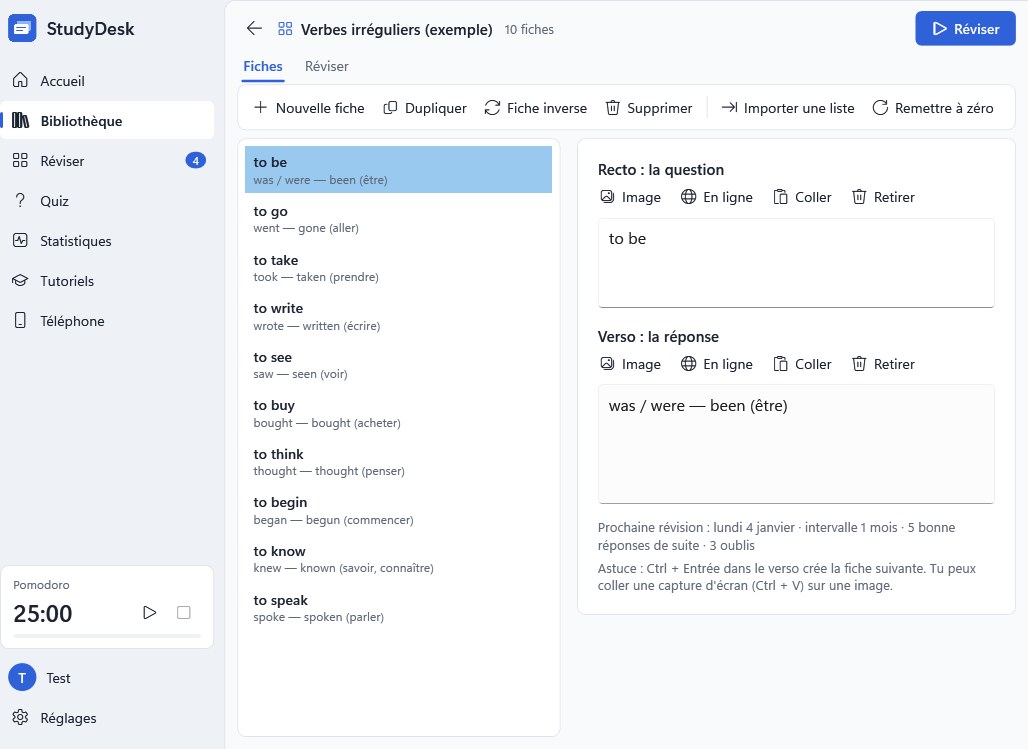 StudyDesk
Accueil
Bibliothèque
Réviser
4
Quiz
Statistiques
Tutoriels
Téléphone
Pomodoro
25:00
T
Test
Réglages
Verbes irréguliers (exemple)
10 fiches
Réviser
Fiches
Réviser
Nouvelle fiche
Dupliquer
Fiche inverse
Supprimer
Importer une liste
Remettre à zéro
to be
was / were — been (être)
to go
went — gone (aller)
to take
took — taken (prendre)
to write
wrote — written (écrire)
to see
saw — seen (voir)
to buy
bought — bought (acheter)
to think
thought — thought (penser)
to begin
began — begun (commencer)
to know
knew — known (savoir, connaître)
to speak
spoke — spoken (parler)
Recto : la question
Image
En ligne
Coller
Retirer
to be
Verso : la réponse
Image
En ligne
Coller
Retirer
was / were — been (être)
Prochaine révision : lundi 4 janvier · intervalle 1 mois · 5 bonne
réponses de suite · 3 oublis
Astuce : Ctrl + Entrée dans le verso crée la fiche suivante. Tu peux
coller une capture d'écran (Ctrl + V) sur une image.